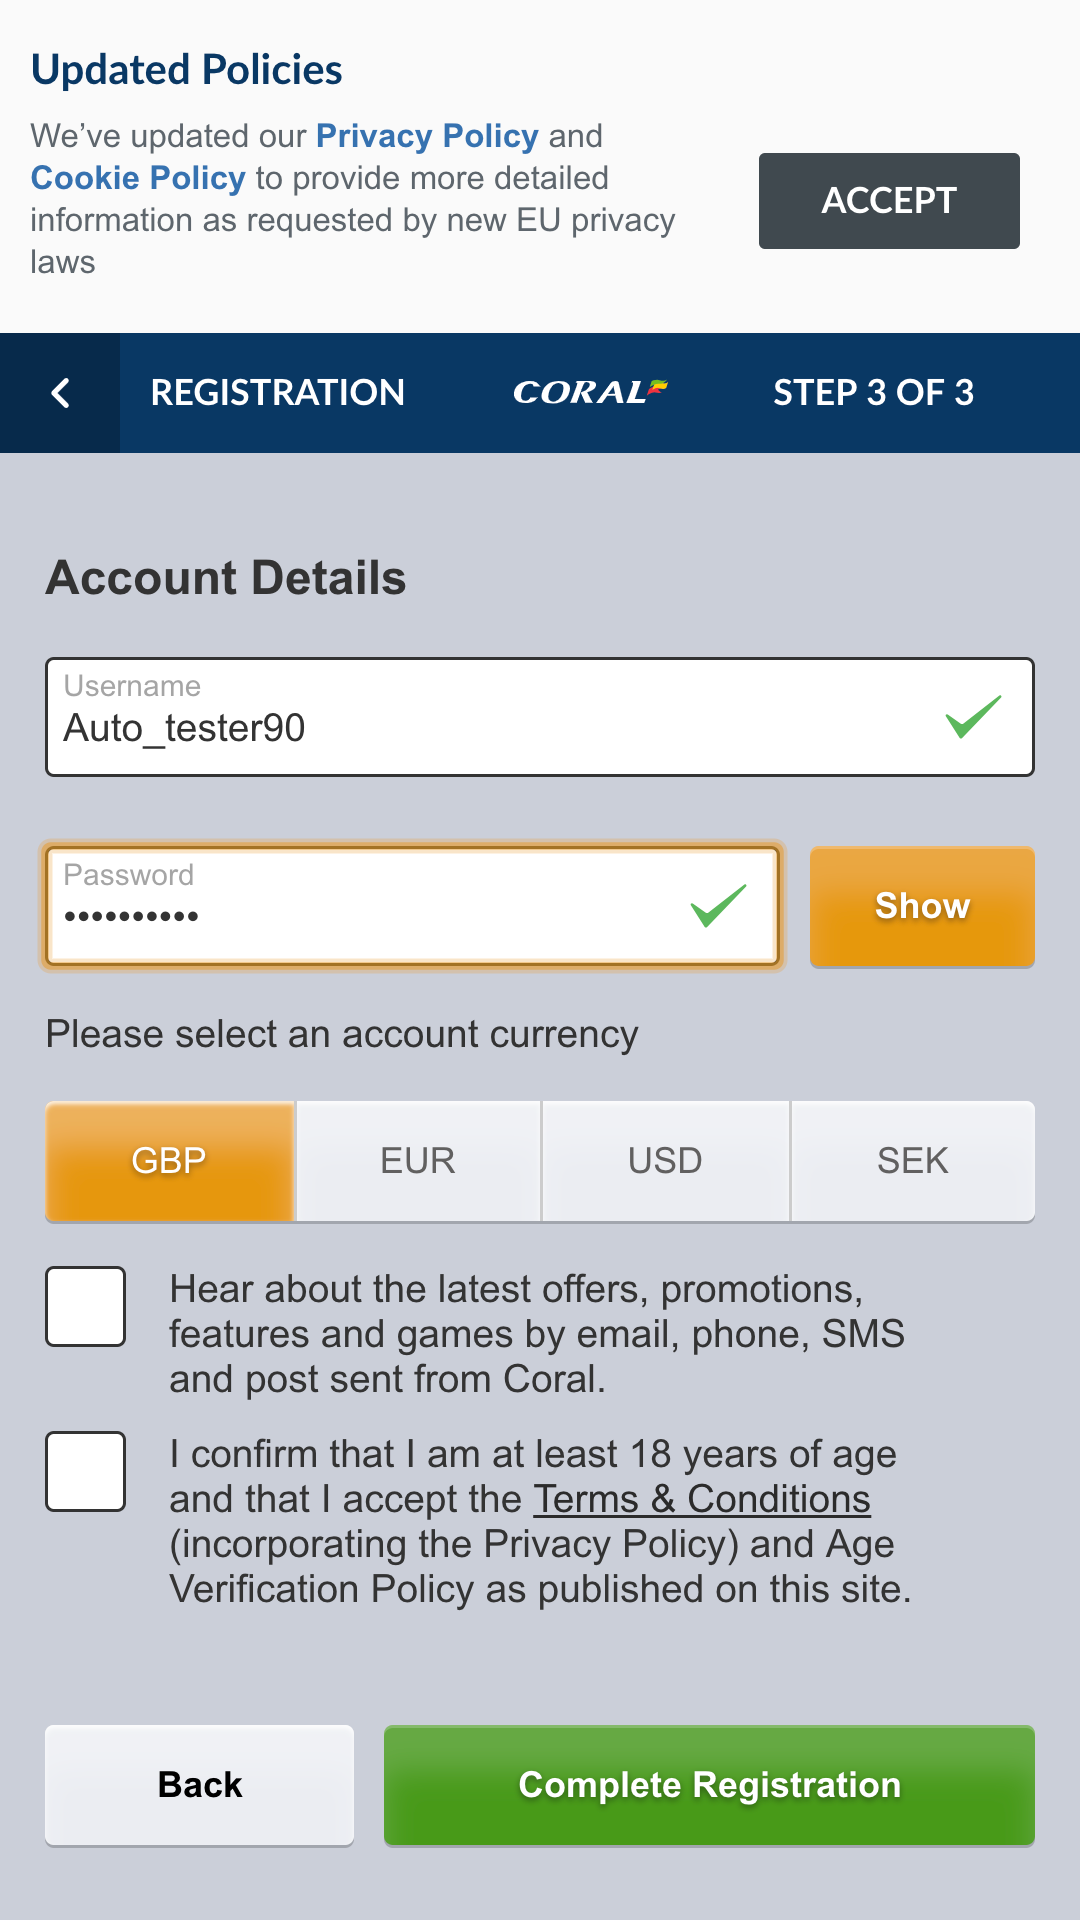 Updated Policies
We’ve updated our Privacy Policy and
Cookie Policy to provide more detailed
information as requested by new EU privacy
laws
ACCEPT
REGISTRATION
CORAL
STEP 3 OF 3
Account Details
Username
Auto_tester90
Password
••••••••••
Show
Please select an account currency
GBP
EUR
USD
SEK
Hear about the latest offers, promotions,
features and games by email, phone, SMS
and post sent from Coral.
I confirm that I am at least 18 years of age
and that I accept the Terms & Conditions
(incorporating the Privacy Policy) and Age
Verification Policy as published on this site.
Back
Complete Registration